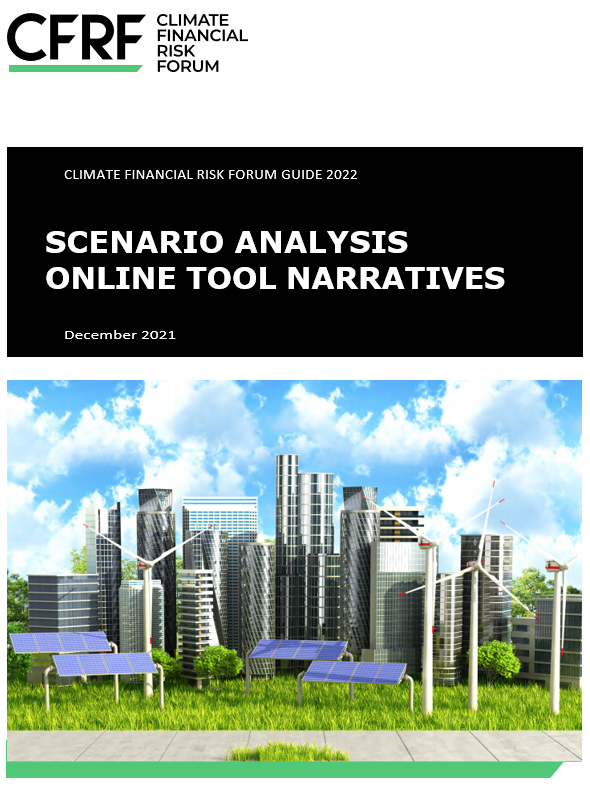 CFRF
CLIMATE
FINANCIAL
RISK
FORUM
CLIMATE FINANCIAL RISK FORUM GUIDE 2022
SCENARIO ANALYSIS
ONLINE TOOL NARRATIVES
December 2021